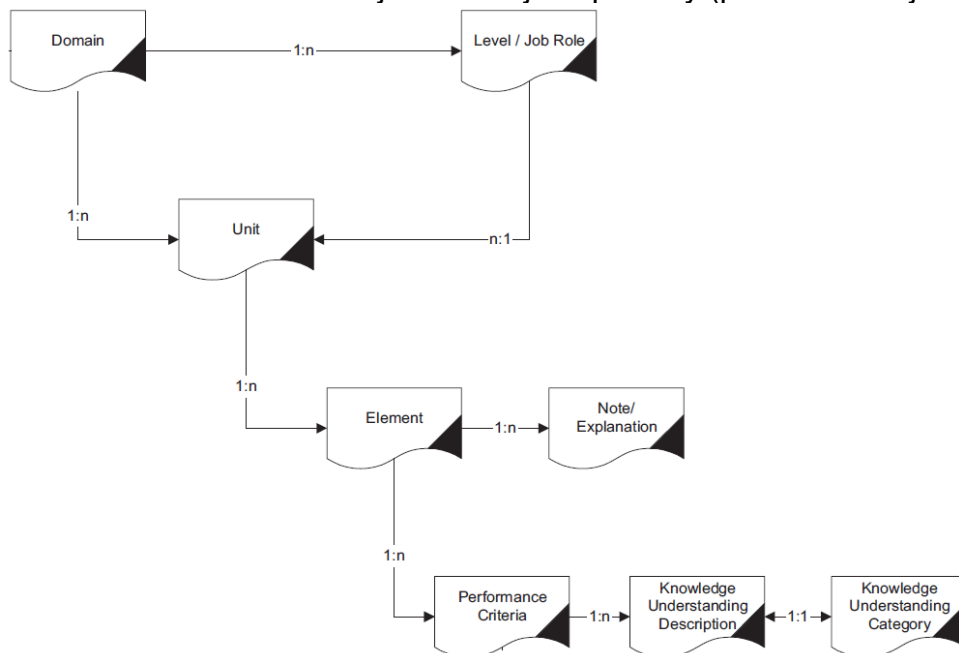 Domain
1:n
Level / Job Role
1:n
Unit
n:1
1:n
Element
1:n
Note/
Explanation
1:n
Performance
Criteria
1:n
Knowledge
Understanding
Description
1:1
Knowledge
Understanding
Category